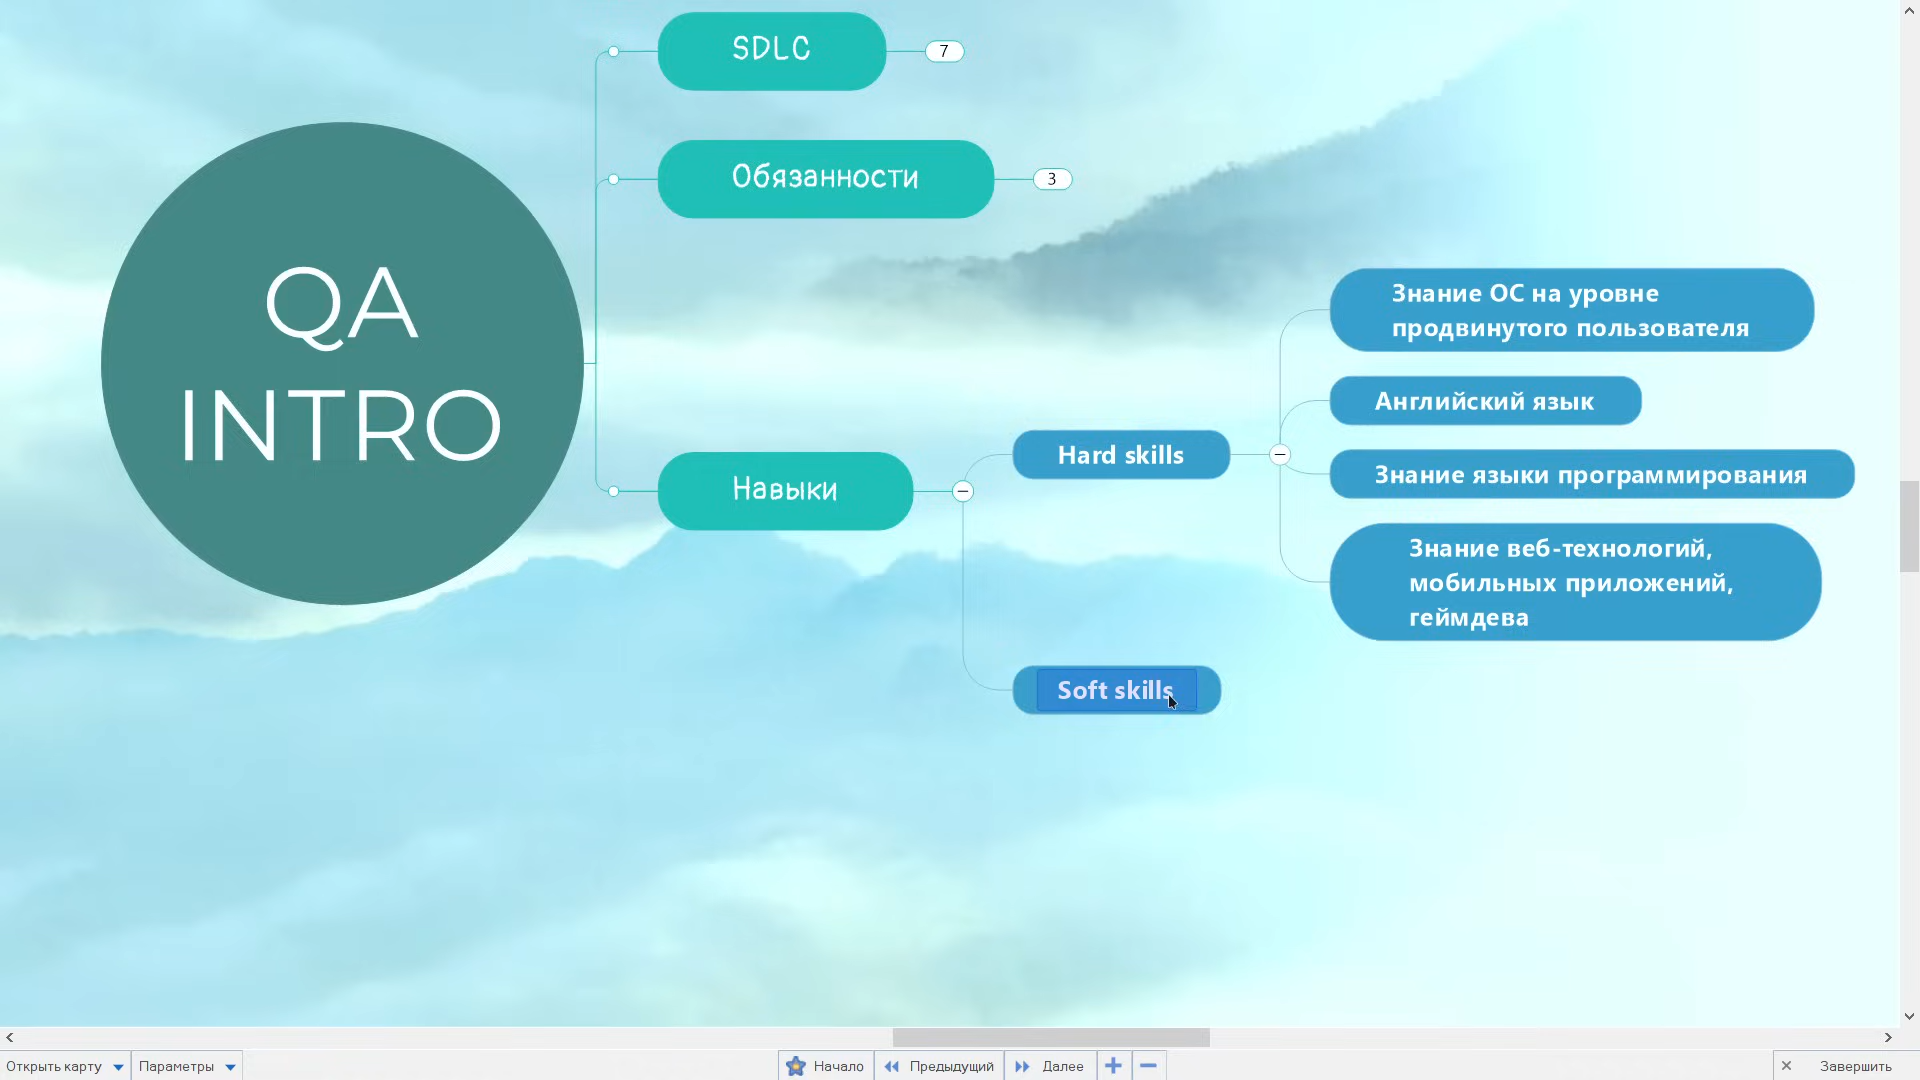 QA
INTRO
SDLC
7
Обязанности
3
Навыки
Hard skills
Знание ОС на уровне
продвинутого пользователя
Английский язык
Знание языки программирования
Знание веб-технологий,
мобильных приложений,
геймдева
Soft skills
Открыть карту
Параметры
Начало
Предыдущий
Далее
Завершить